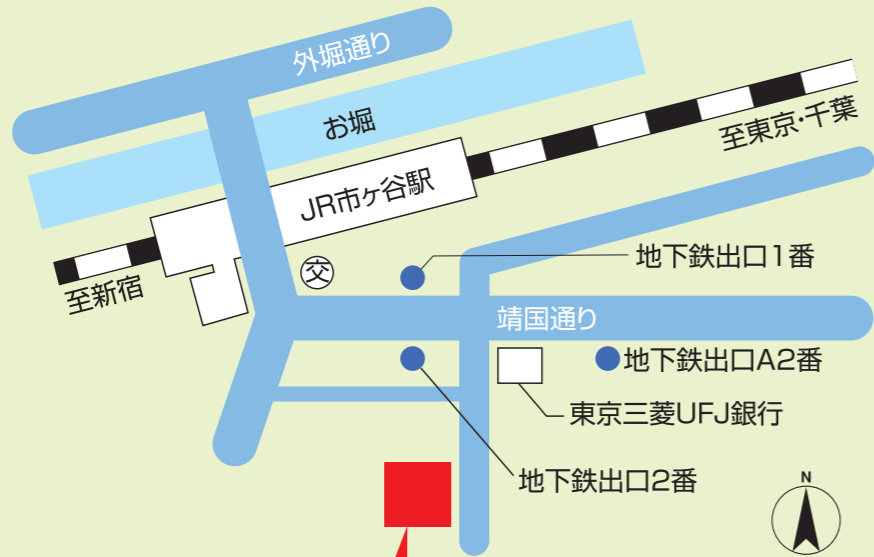 外堀通り
お堀
至東京・千葉
JR市ヶ谷駅
地下鉄出口1番
交
至新宿
靖国通り
地下鉄出口A2番
東京三菱UFJ銀行
地下鉄出口2番
N